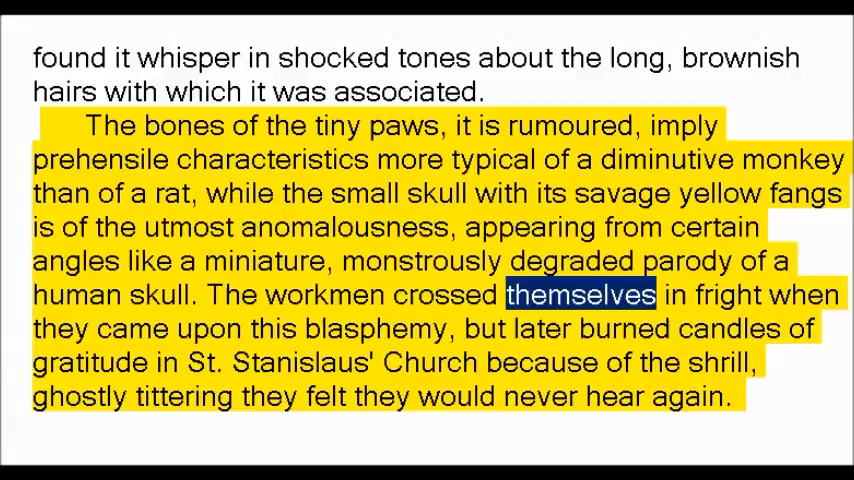 found it whisper in shocked tones about the long, brownish
hairs with which it was associated.
The bones of the tiny paws, it is rumoured, imply
prehensile characteristics more typical of a diminutive monkey
than of a rat, while the small skull with its savage yellow fangs
is of the utmost anomalousness, appearing from certain
angles like a miniature, monstrously degraded parody of a
human skull. The workmen crossed themselves in fright when
they came upon this blasphemy, but later burned candles of
gratitude in St. Stanislaus' Church because of the shrill,
ghostly tittering they felt they would never hear again.